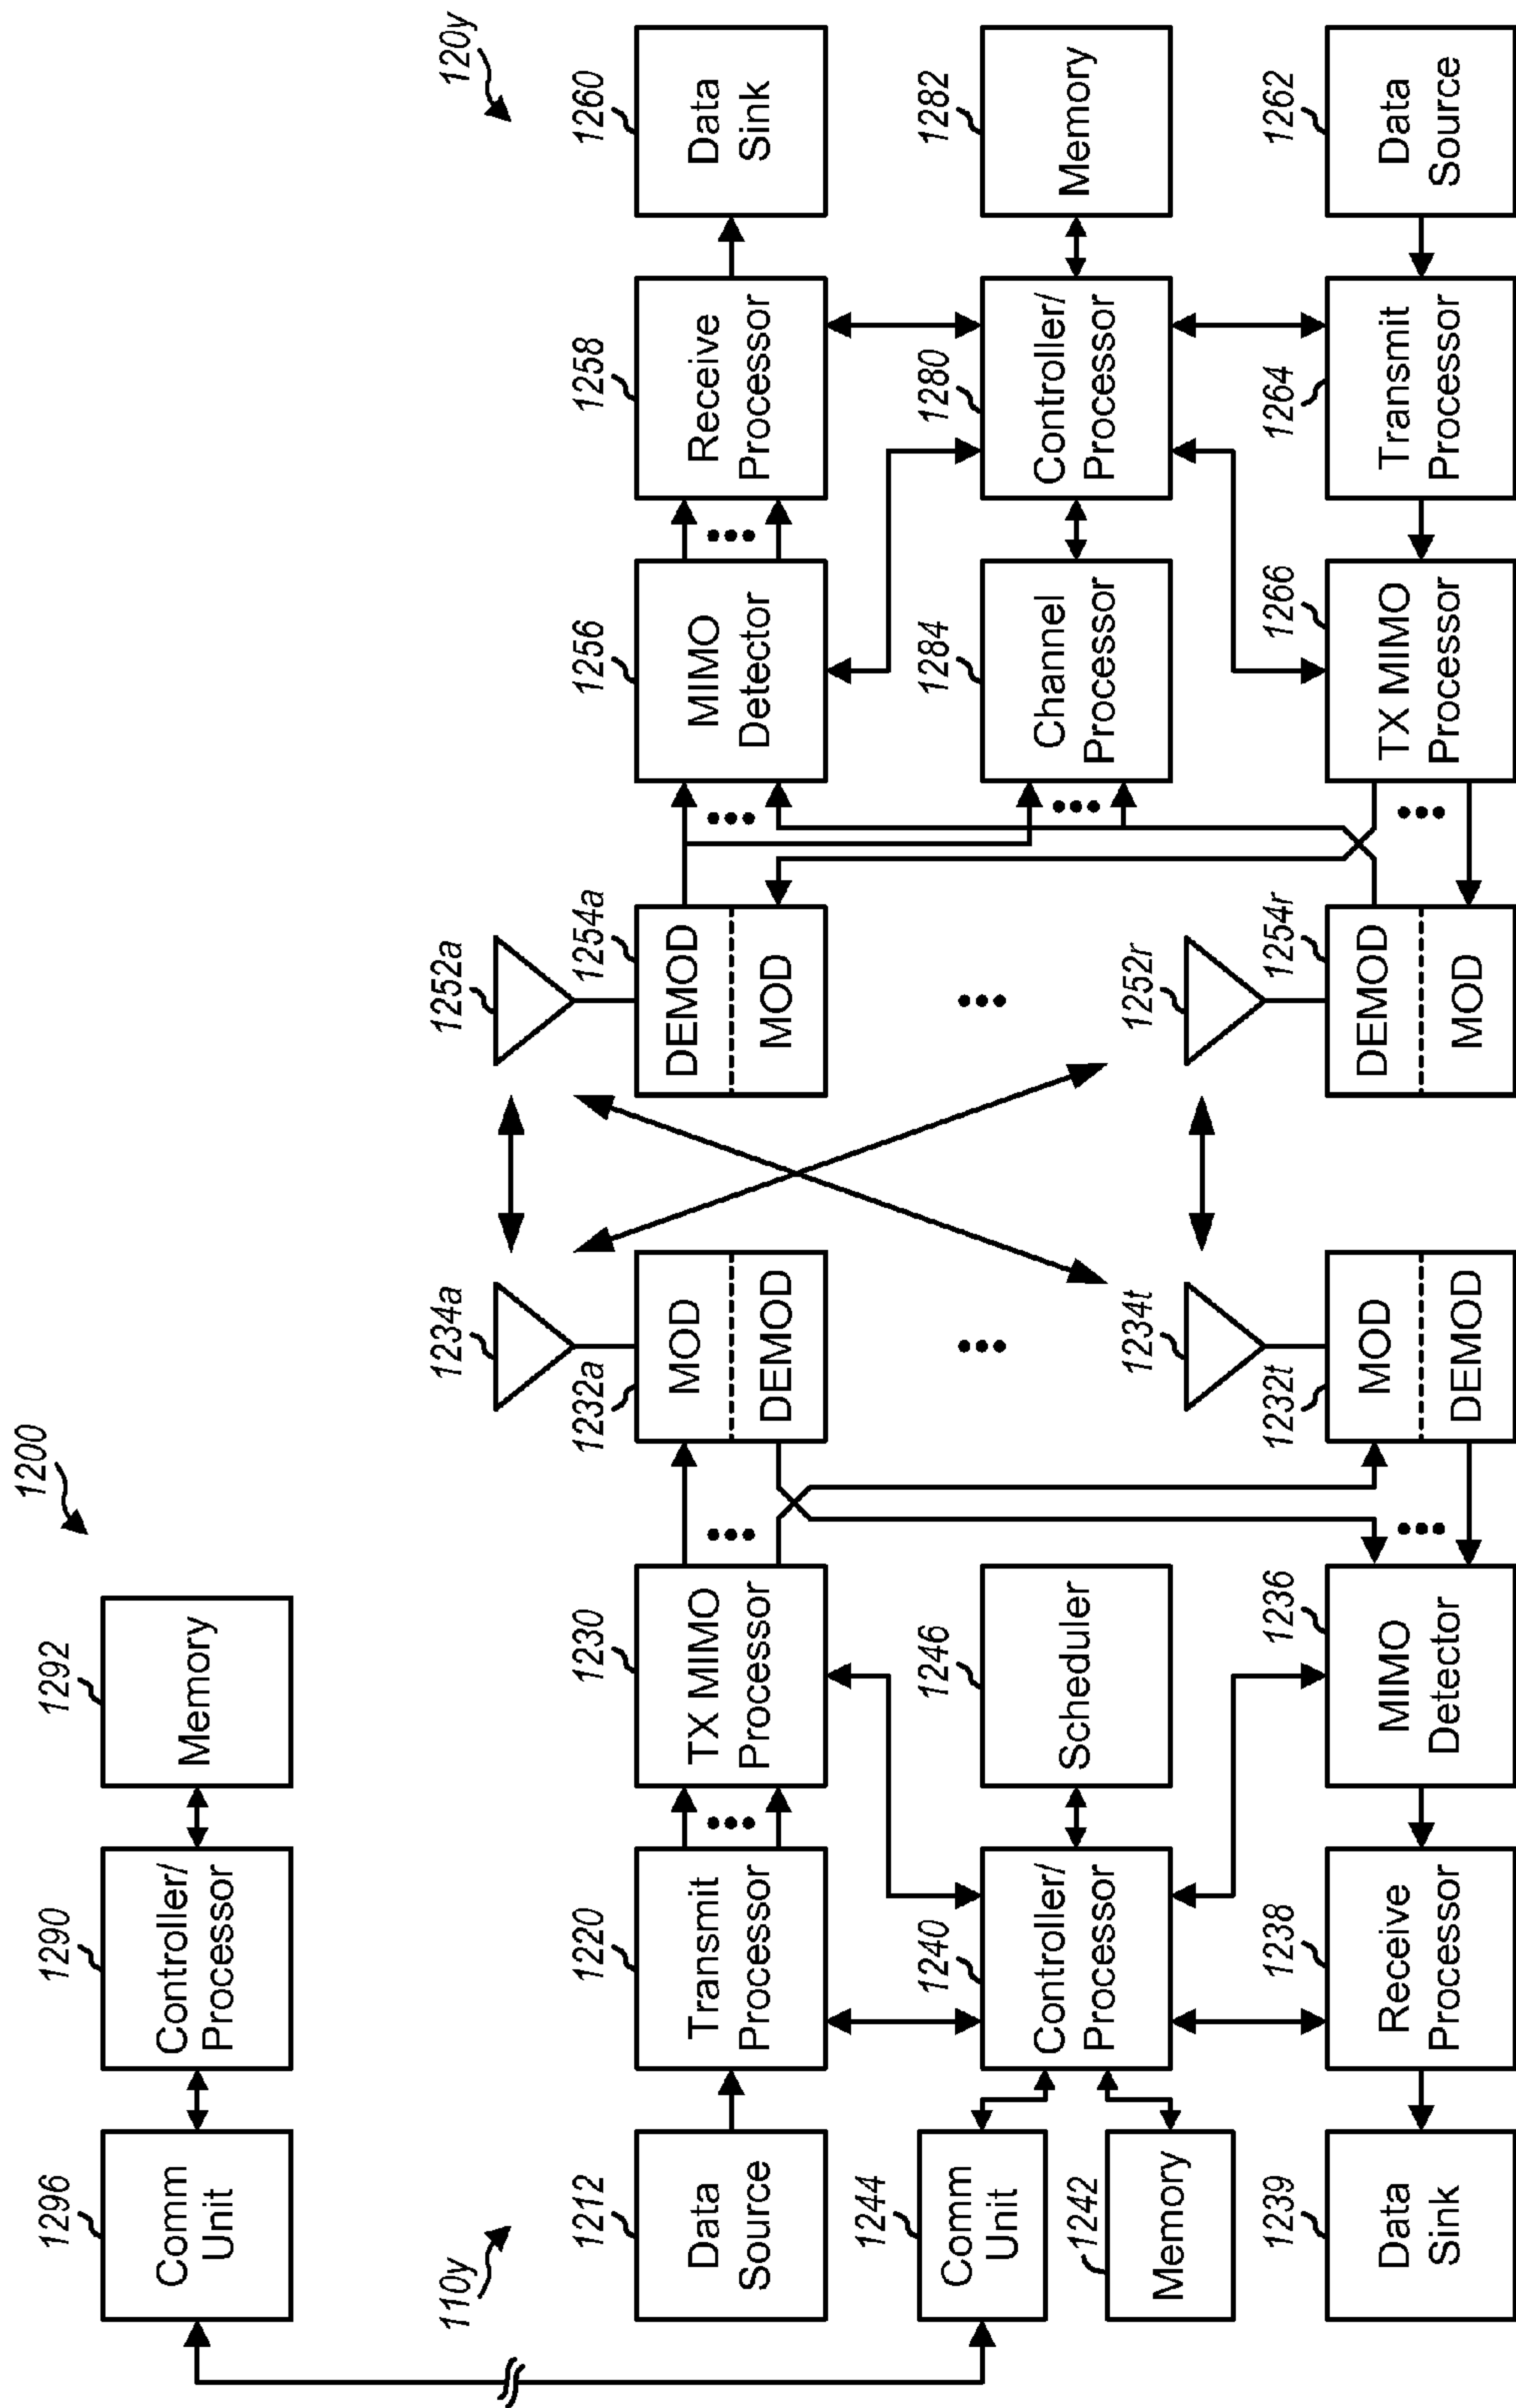 1200
1296
Comm
Unit
1290
Controller/
Processor
1292
Memory
110y
120y
1212
Data
Source
1220
Transmit
Processor
1230
TX MIMO
Processor
1234a
1232a
MOD
DEMOD
1252a
1254a
DEMOD
MOD
1256
MIMO
Detector
1258
Receive
Processor
1260
Data
Sink
1244
Comm
Unit
1242
Memory
1240
Controller/
Processor
1246
Scheduler
1284
Channel
Processor
1280
Controller/
Processor
1282
Memory
1239
Data
Sink
1238
Receive
Processor
1236
MIMO
Detector
1234t
1232t
MOD
DEMOD
1252r
1254r
DEMOD
MOD
1266
TX MIMO
Processor
1264
Transmit
Processor
1262
Data
Source